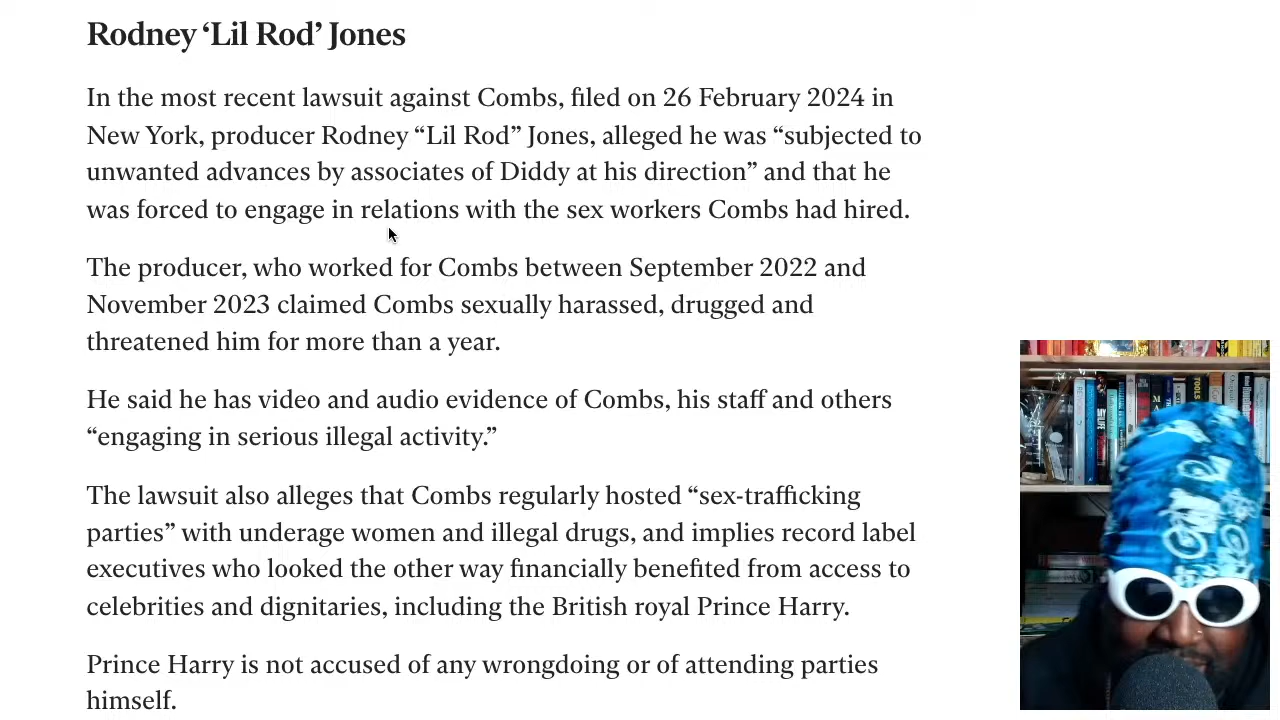 Rodney ‘Lil Rod’ Jones
In the most recent lawsuit against Combs, filed on 26 February 2024 in
New York, producer Rodney “Lil Rod” Jones, alleged he was “subjected to
unwanted advances by associates of Diddy at his direction” and that he
was forced to engage in relations with the sex workers Combs had hired.
The producer, who worked for Combs between September 2022 and
November 2023 claimed Combs sexually harassed, drugged and
threatened him for more than a year.
He said he has video and audio evidence of Combs, his staff and others
“engaging in serious illegal activity.”
The lawsuit also alleges that Combs regularly hosted “sex-trafficking
parties” with underage women and illegal drugs, and implies record label
executives who looked the other way financially benefited from access to
celebrities and dignitaries, including the British royal Prince Harry.
Prince Harry is not accused of any wrongdoing or of attending parties
himself.
TOOLS